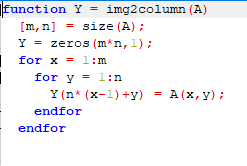 function Y = img2column(A)
[m,n] = size(A);
Y = zeros(m*n,1);
for x = 1:m
for y = 1:n
Y(n*(x-1)+y) = A(x,y);
endfor
endfor